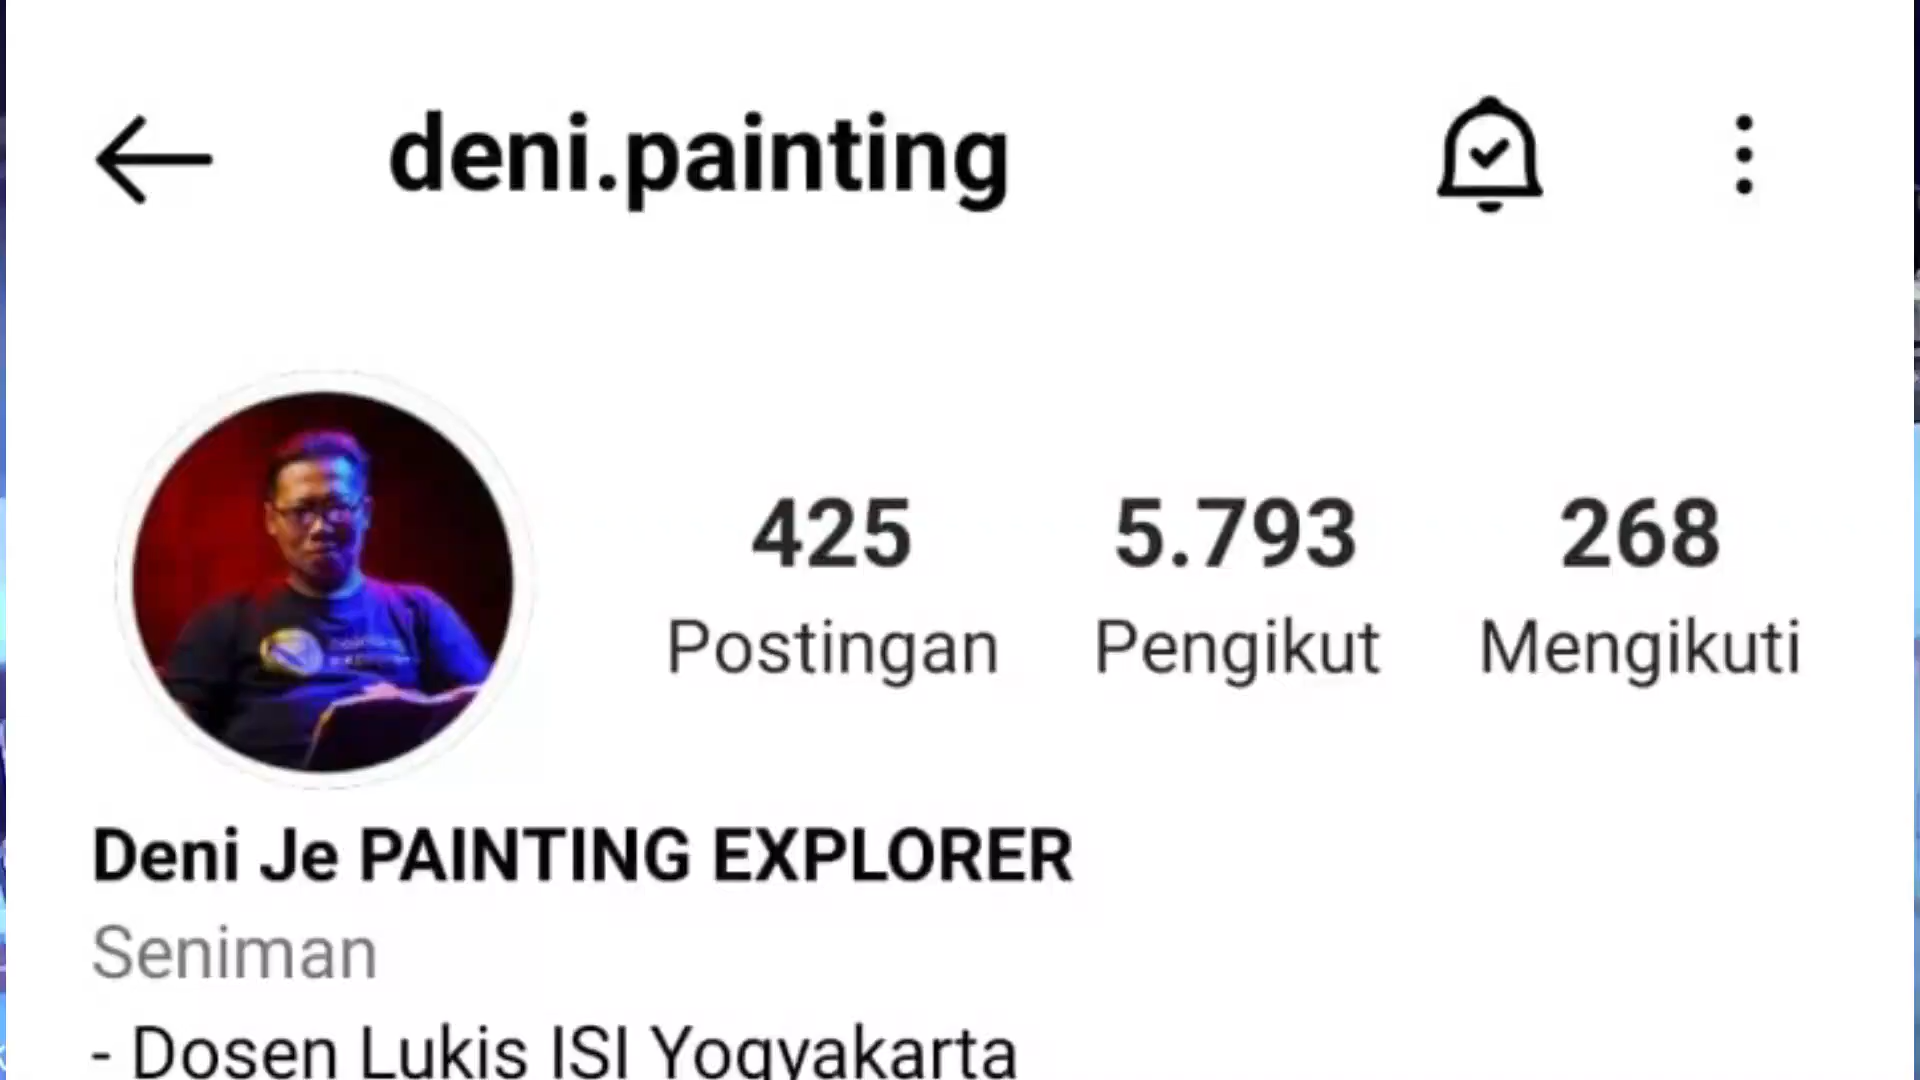 deni.painting
425 5.793 268
Postingan Pengikut Mengikuti
Deni Je PAINTING EXPLORER
Seniman
- Dosen Lukis ISI Yogyakarta